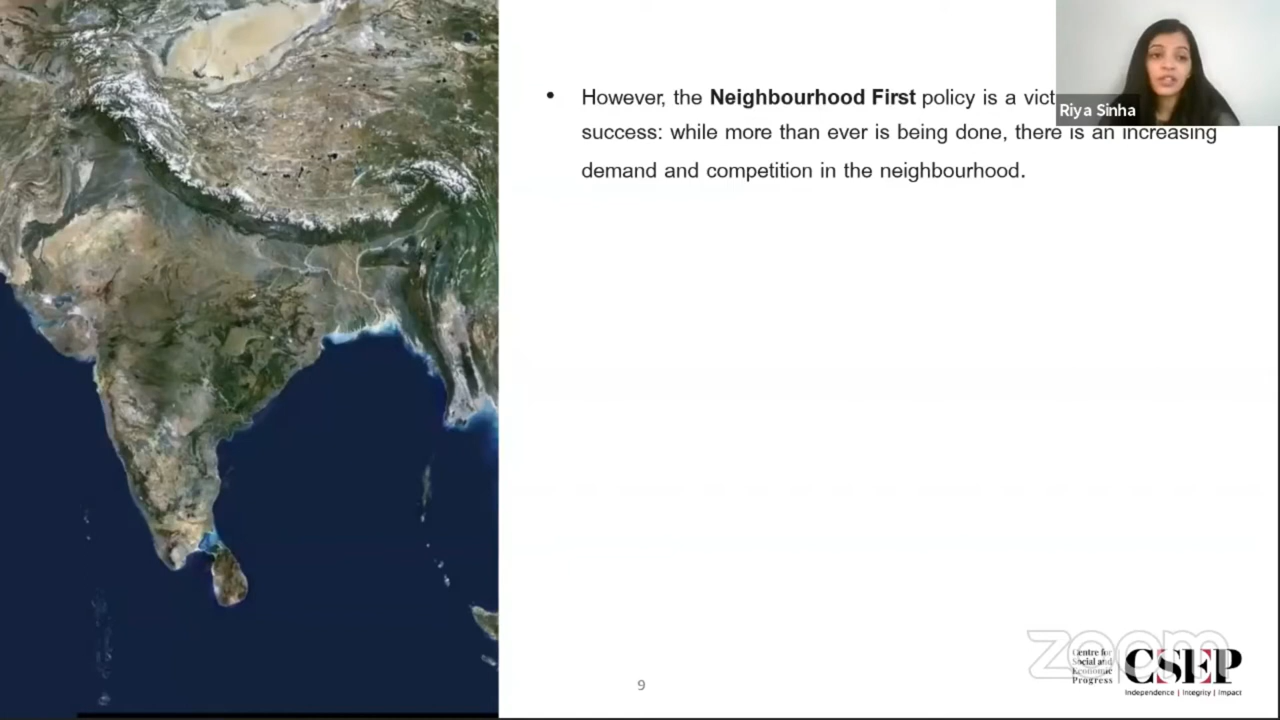 However, the Neighbourhood First policy is a vict
Riya Sinha
success: while more than ever is being done, there is an increasing
demand and competition in the neighbourhood.
zoom
Centre for
Social and
Economic
Progress
CSEP
Independence | Integrity | Impact
9